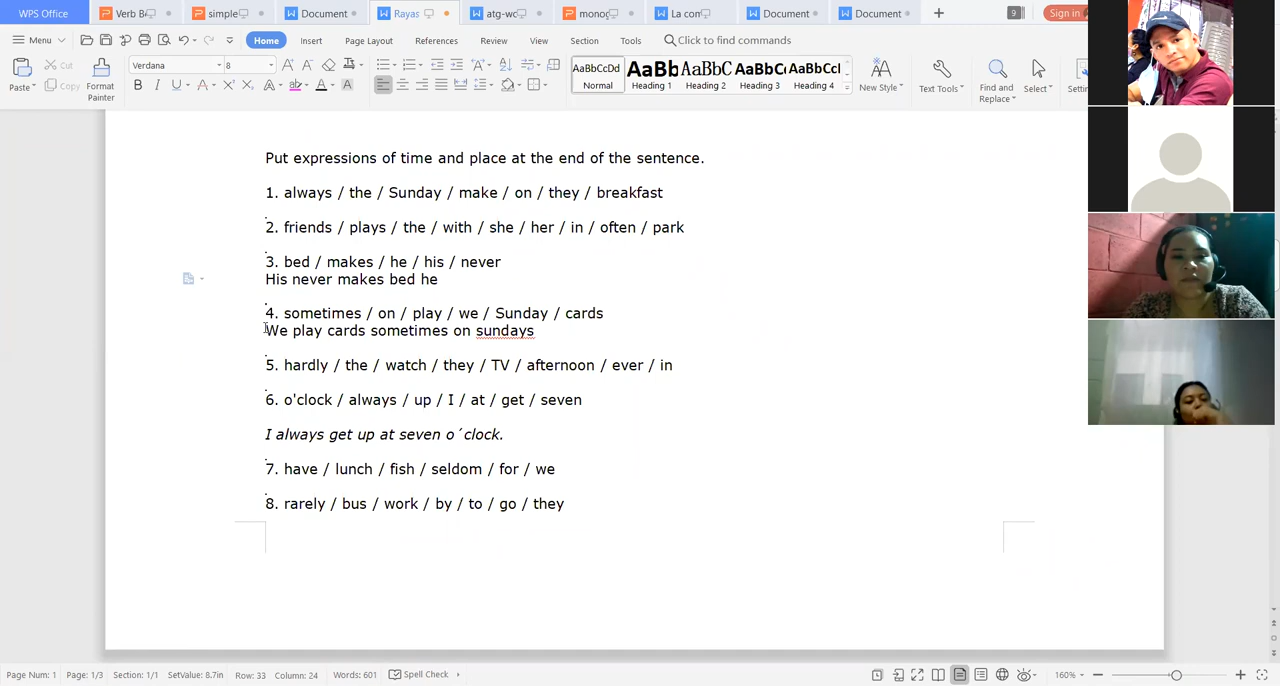 WPS Office
Verb B
simple
Document
Rayas
atg-wo
monog
La com
Document
Document
9
Sign in
Menu
Home
Insert
Page Layout
References
Review
View
Section
Tools
Click to find commands
Paste
Cut
Copy
Format Painter
Verdana
8
B I U A X² X₂ A ab A A
AaBbCcDd
Normal
AaBb
Heading 1
AaBbC
Heading 2
AaBbC
Heading 3
AaBbCcl
Heading 4
New Style
Text Tools
Find and Replace
Select
Put expressions of time and place at the end of the sentence.
1. always / the / Sunday / make / on / they / breakfast
2. friends / plays / the / with / she / her / in / often / park
3. bed / makes / he / his / never
His never makes bed he
4. sometimes / on / play / we / Sunday / cards
We play cards sometimes on sundays
5. hardly / the / watch / they / TV / afternoon / ever / in
6. o'clock / always / up / I / at / get / seven
I always get up at seven o´clock.
7. have / lunch / fish / seldom / for / we
8. rarely / bus / work / by / to / go / they
Page Num: 1 Page: 1/3 Section: 1/1 SetValue: 8.7in Row: 33 Column: 24 Words: 601 Spell Check
160%